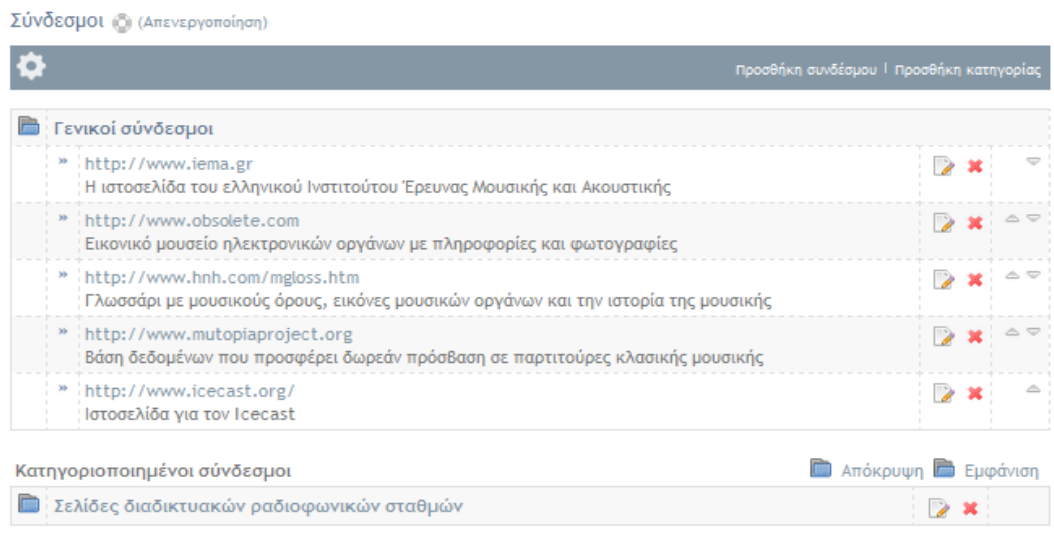 Σύνδεσμοι (Απενεργοποίηση)
Προσθήκη συνδέσμου | Προσθήκη κατηγορίας
Γενικοί σύνδεσμοι
» http://www.iema.gr
Η ιστοσελίδα του ελληνικού Ινστιτούτου Έρευνας Μουσικής και Ακουστικής
» http://www.obsolete.com
Εικονικό μουσείο ηλεκτρονικών οργάνων με πληροφορίες και φωτογραφίες
» http://www.hnh.com/mgloss.htm
Γλωσσάρι με μουσικούς όρους, εικόνες μουσικών οργάνων και την ιστορία της μουσικής
» http://www.mutopiaproject.org
Βάση δεδομένων που προσφέρει δωρεάν πρόσβαση σε παρτιτούρες κλασικής μουσικής
» http://www.icecast.org/
Ιστοσελίδα για τον Icecast
Κατηγοριοποιημένοι σύνδεσμοι Απόκρυψη Εμφάνιση
Σελίδες διαδικτυακών ραδιοφωνικών σταθμών